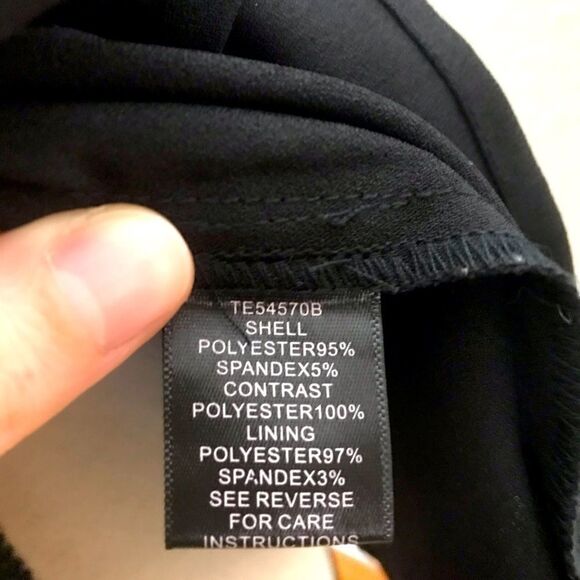 TE54570B
SHELL
POLYESTER95%
SPANDEX5%
CONTRAST
POLYESTER100%
LINING
POLYESTER97%
SPANDEX3%
SEE REVERSE
FOR CARE
INSTRUCTIONS